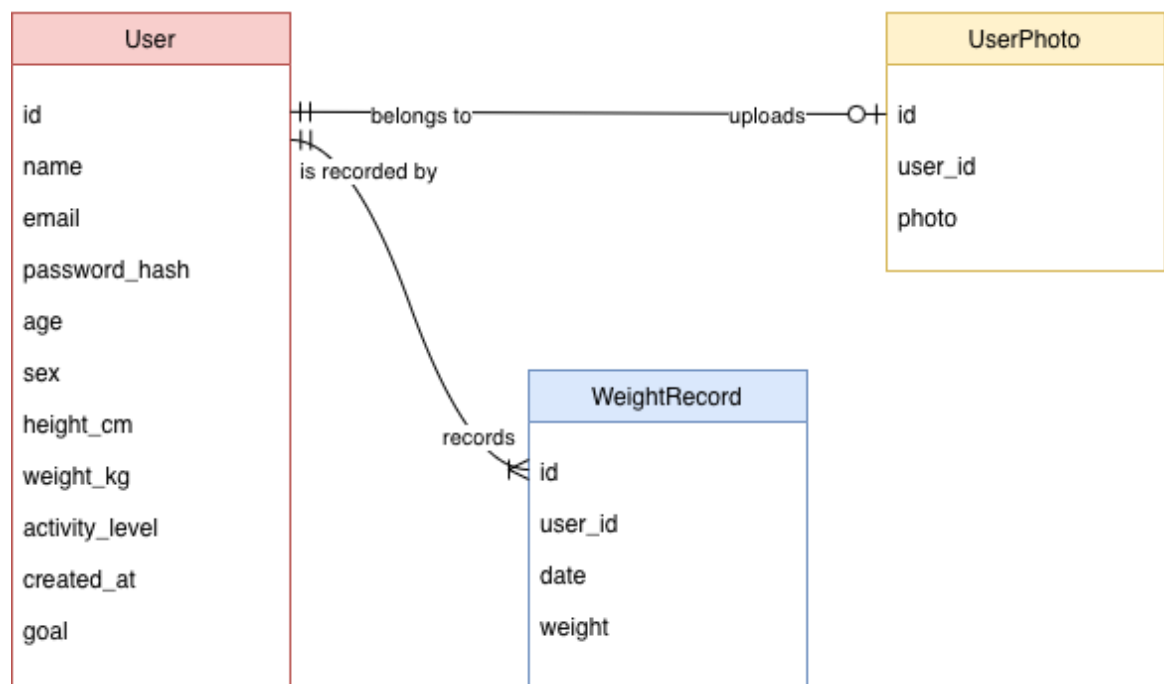 User
UserPhoto
id
belongs to
uploads
id
name
is recorded by
user_id
email
photo
password_hash
age
sex
WeightRecord
height_cm
records
weight_kg
id
activity_level
user_id
created_at
date
goal
weight